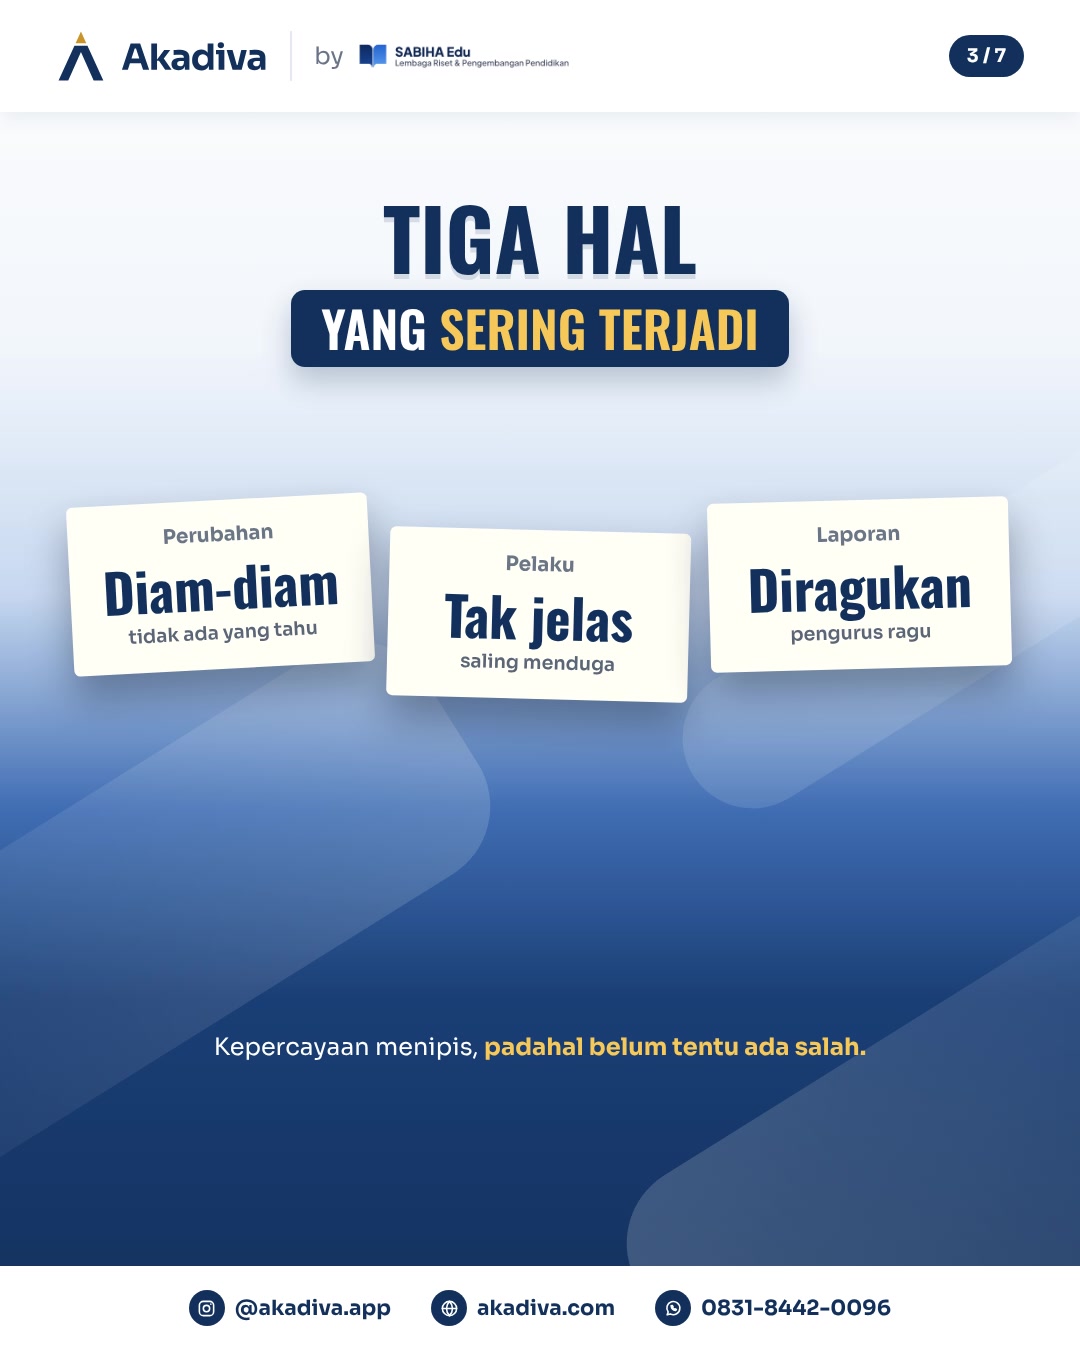 Akadiva
by
SABIHA Edu
Lembaga Riset & Pengembangan Pendidikan
3 / 7
TIGA HAL
YANG SERING TERJADI
Perubahan
Diam-diam
tidak ada yang tahu
Pelaku
Tak jelas
saling menduga
Laporan
Diragukan
pengurus ragu
Kepercayaan menipis, padahal belum tentu ada salah.
@akadiva.app
akadiva.com
0831-8442-0096